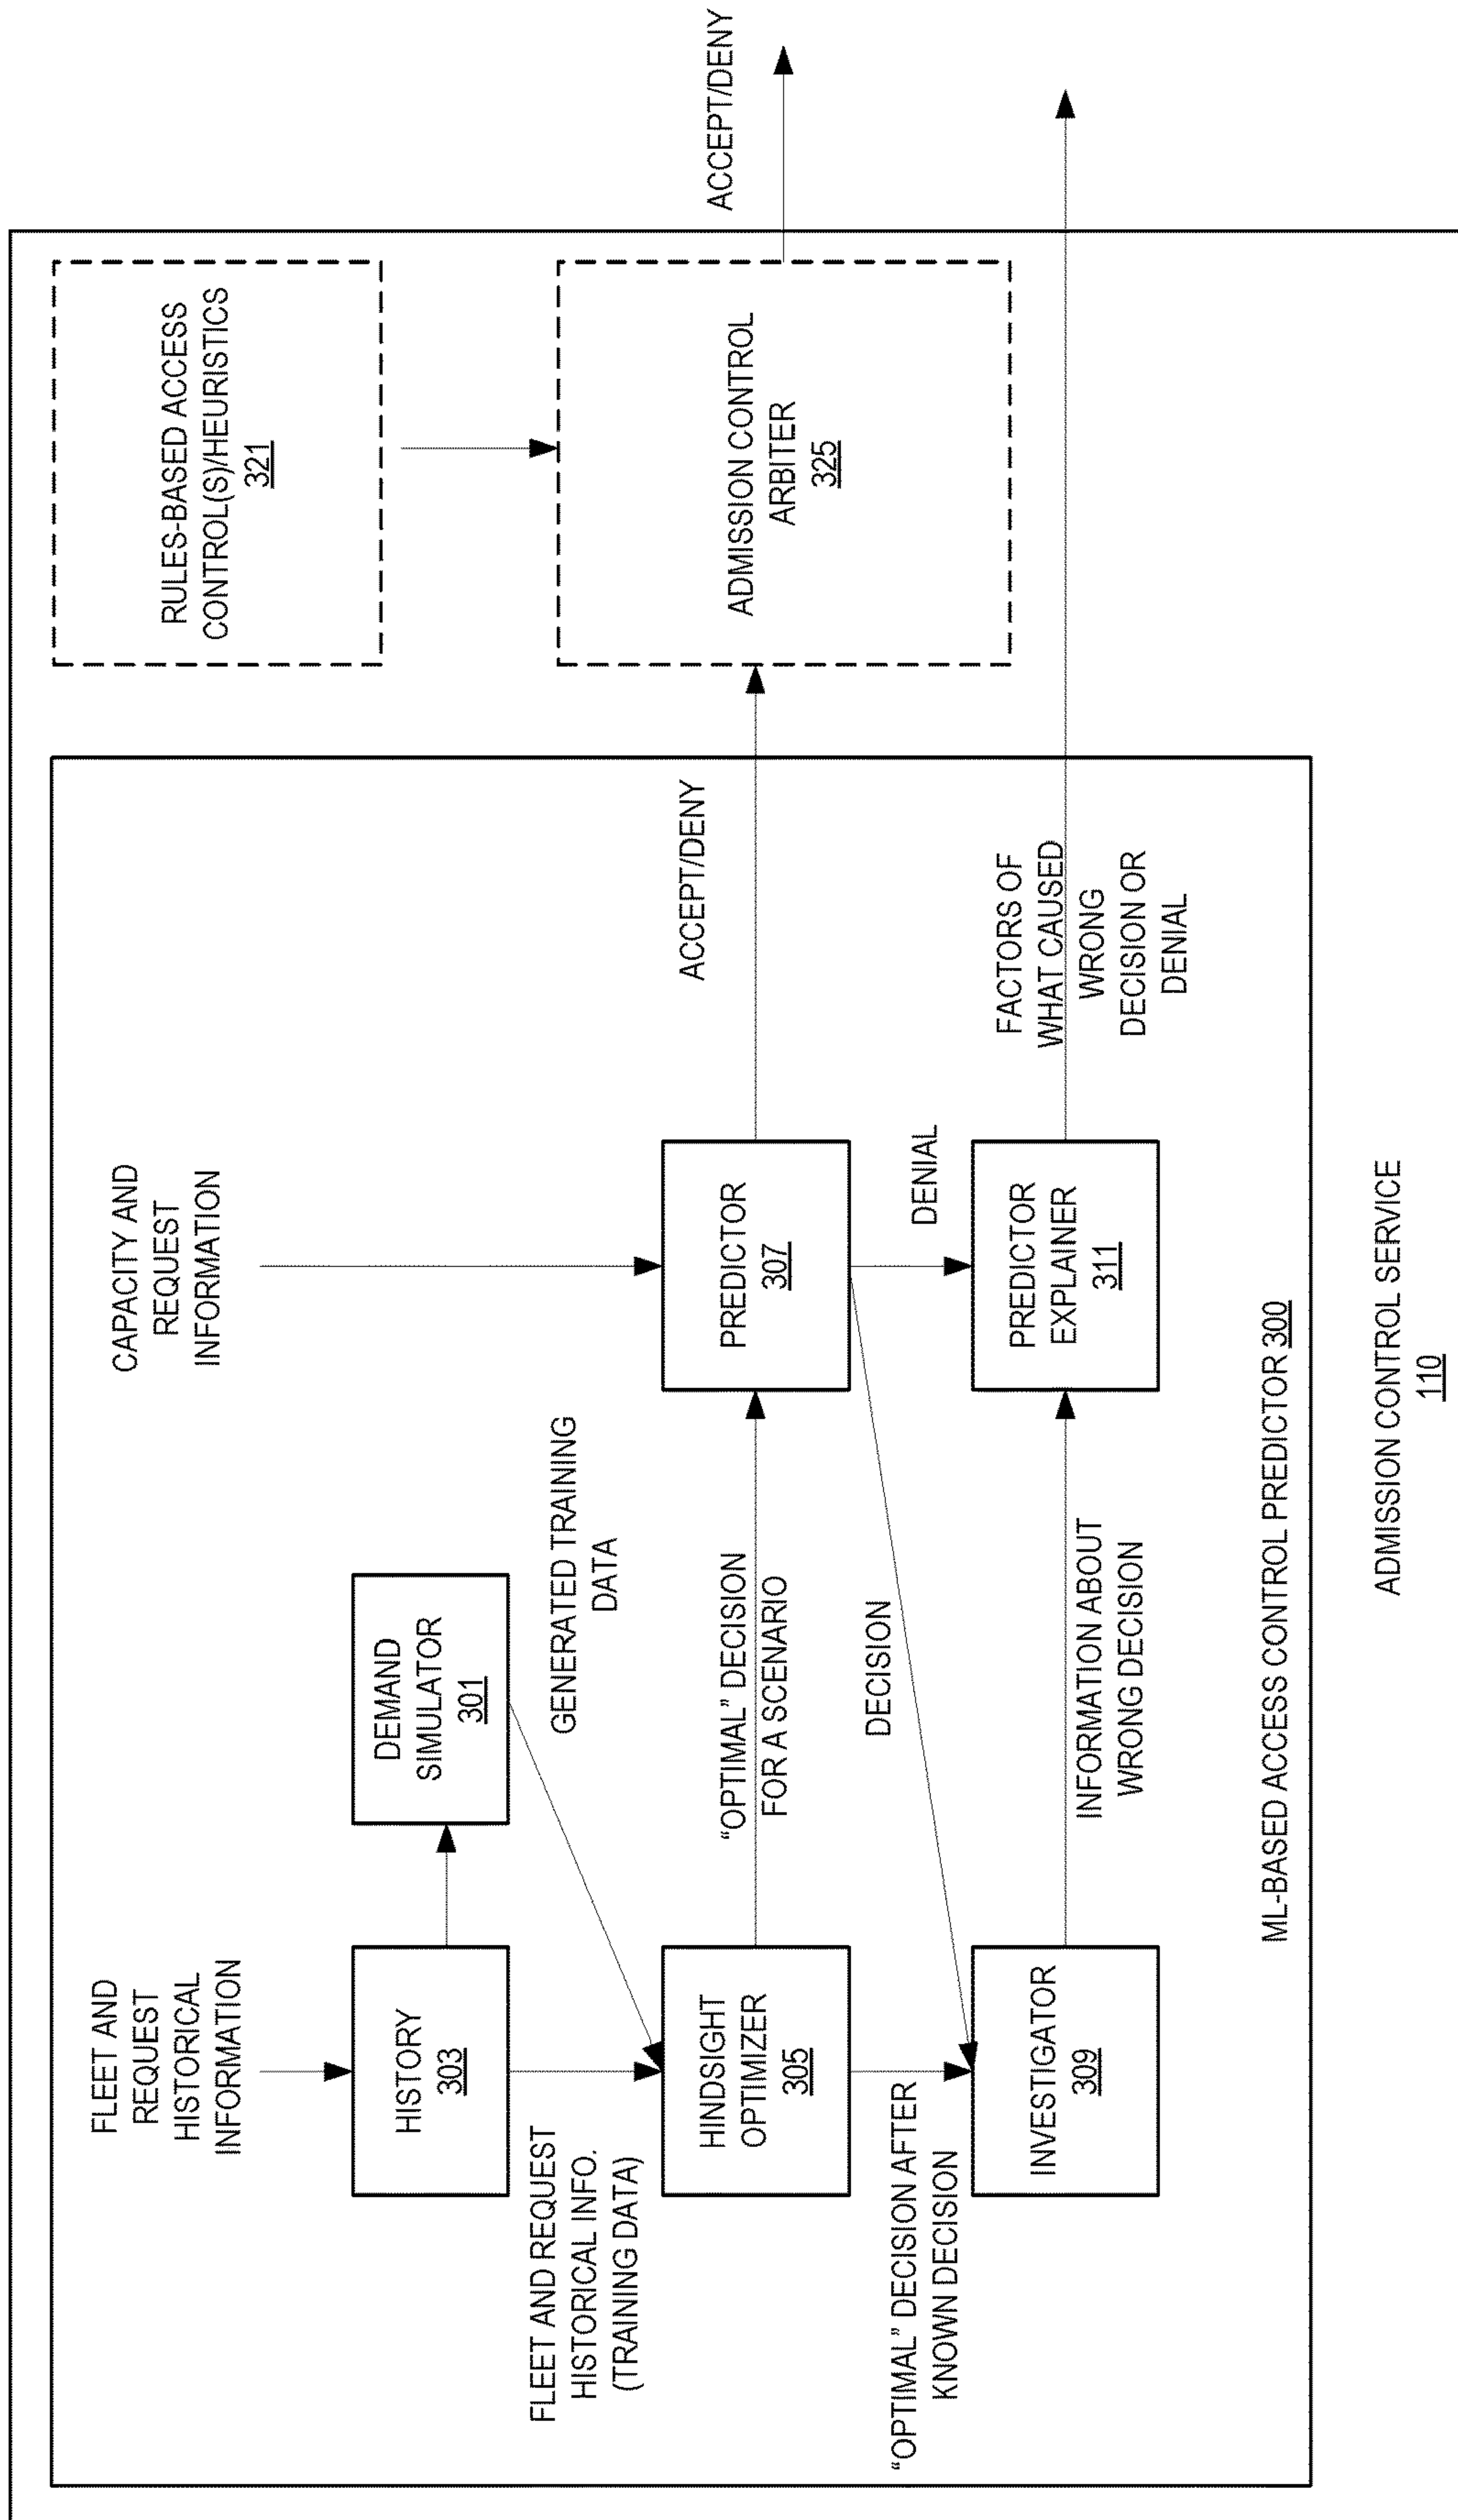 FLEET AND
REQUEST
HISTORICAL
INFORMATION
CAPACITY AND
REQUEST
INFORMATION
RULES-BASED ACCESS
CONTROL(S)/HEURISTICS
321
HISTORY
303
DEMAND
SIMULATOR
301
FLEET AND REQUEST
HISTORICAL INFO.
(TRAINING DATA)
GENERATED TRAINING
DATA
HINDSIGHT
OPTIMIZER
305
"OPTIMAL" DECISION
FOR A SCENARIO
PREDICTOR
307
ACCEPT/DENY
ADMISSION CONTROL
ARBITER
325
ACCEPT/DENY
"OPTIMAL" DECISION AFTER
KNOWN DECISION
DECISION
DENIAL
INVESTIGATOR
309
INFORMATION ABOUT
WRONG DECISION
PREDICTOR
EXPLAINER
311
FACTORS OF
WHAT CAUSED
WRONG
DECISION OR
DENIAL
ML-BASED ACCESS CONTROL PREDICTOR 300
ADMISSION CONTROL SERVICE
110